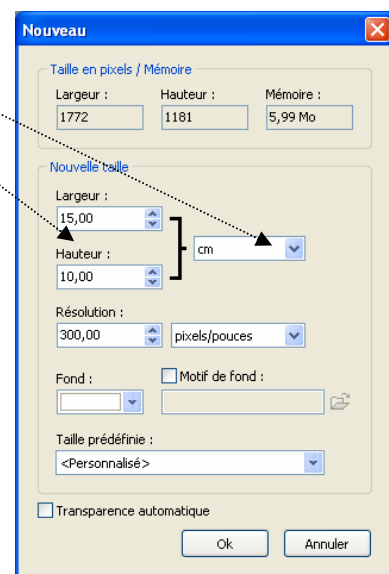 Nouveau
Taille en pixels / Mémoire
Largeur : Hauteur : Mémoire :
1772 1181 5,99 Mo
Nouvelle taille
Largeur :
15,00
cm
Hauteur :
10,00
Résolution :
300,00 pixels/pouces
Fond : Motif de fond :
Taille prédéfinie :
<Personnalisé>
Transparence automatique
Ok Annuler